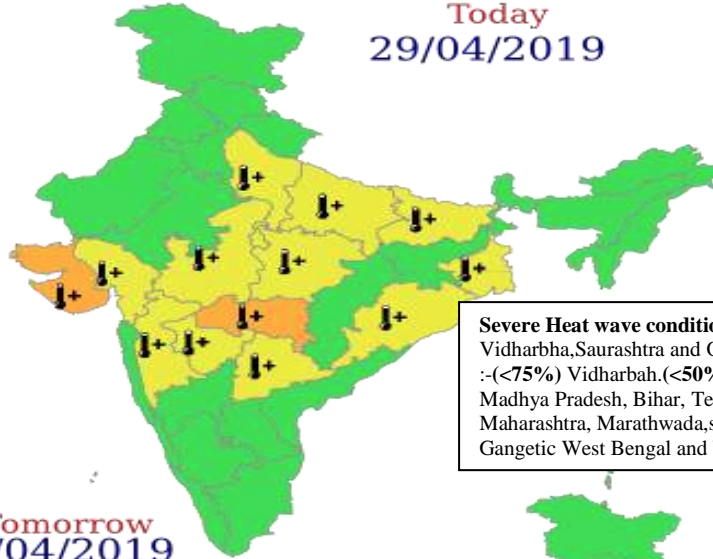 Today
29/04/2019
Severe Heat wave conditio
Vidharbha,Saurashtra and
:-(<75%) Vidharbah.(<50%
Madhya Pradesh, Bihar, Te
Maharashtra, Marathwada,s
Gangetic West Bengal and
omorrow
/04/2019